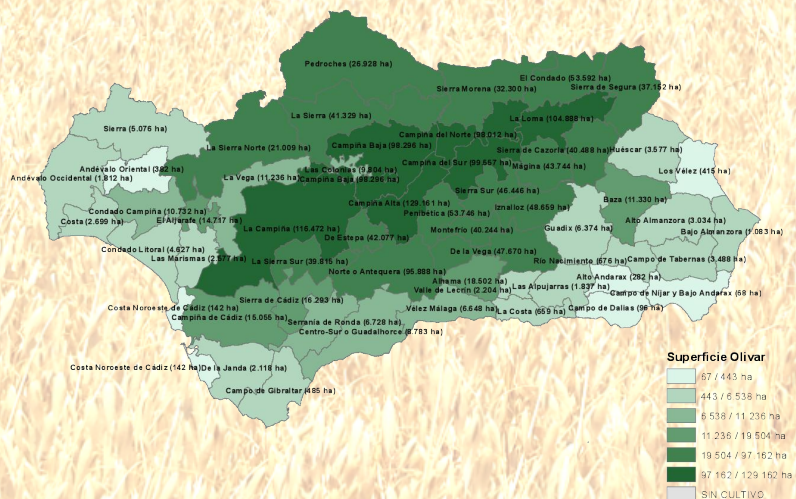 Pedroches (26.928 ha)
El Condado (53.592 ha)
Sierra Morena (32.300 ha)
Sierra de Segura (37.152 ha)
La Sierra (41.329 ha)
La Loma (104.888 ha)
Sierra (5.076 ha)
Campiña del Norte (98.012 ha)
La Sierra Norte (21.009 ha)
Campiña Baja (98.296 ha)
Sierra de Cazorla (40.488 ha)
Huéscar (3.577 ha)
Campiña del Sur (99.557 ha)
Mágina (43.744 ha)
Andévalo Oriental (382 ha)
Las Colonias (9.804 ha)
Los Vélez (415 ha)
Andévalo Occidental (1.812 ha)
La Vega (11.236 ha)
Campiña Baja (98.296 ha)
Sierra Sur (45.446 ha)
Baza (11.330 ha)
Campiña Alta (129.161 ha)
Iznalloz (48.659 ha)
Condado Campiña (10.732 ha)
Penibética (53.746 ha)
Costa (2.699 ha)
El Aljarafe (14.717 ha)
Alto Almanzora (3.034 ha)
La Campiña (116.472 ha)
Montefrío (40.244 ha)
Guadix (6.374 ha)
Bajo Almanzora (1.083 ha)
De Estepa (42.077 ha)
Condado Litoral (4.627 ha)
De la Vega (47.670 ha)
Las Marismas (2.577 ha)
La Sierra Sur (39.815 ha)
Río Nacimiento (676 ha)
Campo de Tabernas (3.488 ha)
Norte o Antequera (95.888 ha)
Alhama (18.502 ha)
Alto Andarax (282 ha)
Valle de Lecrín (2.204 ha)
Las Alpujarras (1.837 ha)
Campo de Nijar y Bajo Andarax (68 ha)
Sierra de Cádiz (16.293 ha)
Costa Noroeste de Cádiz (142 ha)
Vélez Málaga (6.648 ha)
La Costa (659 ha)
Campo de Dalias (96 ha)
Campiña de Cádiz (15.055 ha)
Serranía de Ronda (6.728 ha)
Centro-Sur o Guadalhorce (8.783 ha)
Costa Noroeste de Cádiz (142 ha)
De la Janda (2.118 ha)
Campo de Gibraltar (485 ha)
Superficie Olivar
67 / 443 ha
443 / 6 538 ha
6 538 / 11 236 ha
11 236 / 19 504 ha
19 504 / 97 162 ha
97 162 / 129 162 ha
SIN CULTIVO